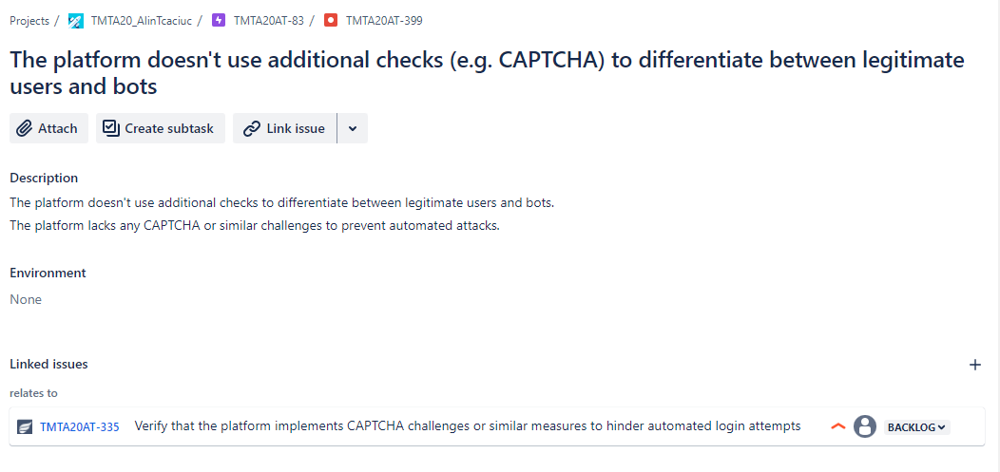 Projects / TMTA20_AlinTcaciuc / TMTA20AT-83 / TMTA20AT-399
The platform doesn't use additional checks (e.g. CAPTCHA) to differentiate between legitimate
users and bots
Attach Create subtask Link issue
Description
The platform doesn't use additional checks to differentiate between legitimate users and bots.
The platform lacks any CAPTCHA or similar challenges to prevent automated attacks.
Environment
None
Linked issues
relates to
TMTA20AT-335 Verify that the platform implements CAPTCHA challenges or similar measures to hinder automated login attempts BACKLOG